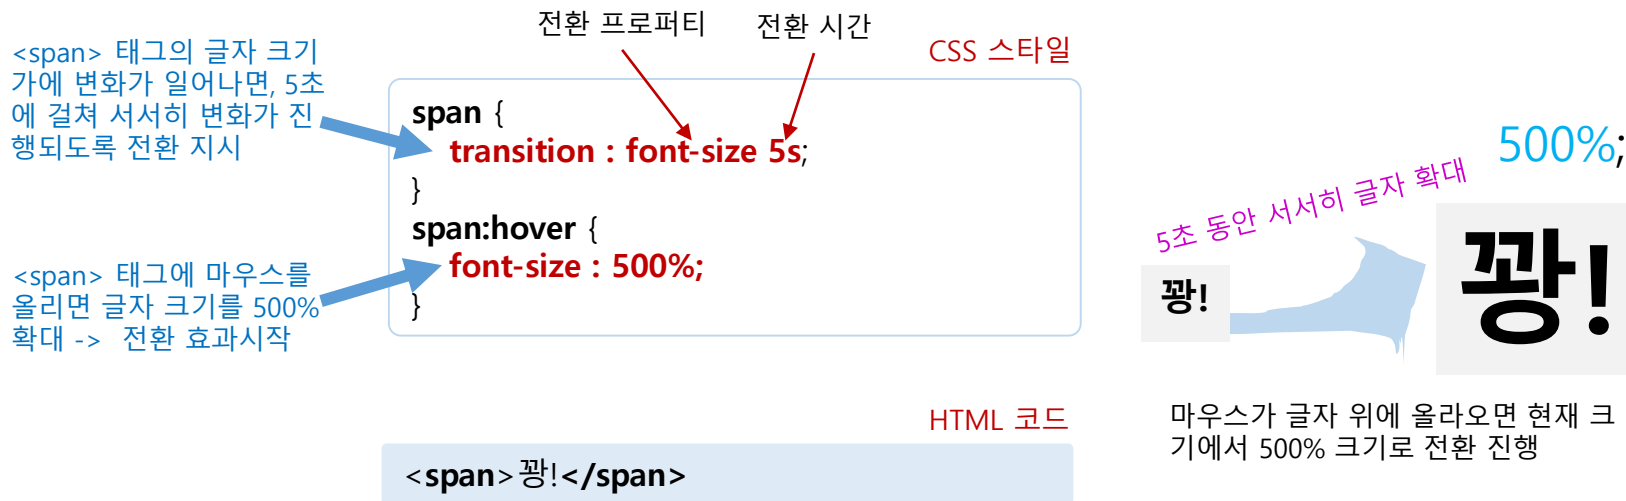 전환 프로퍼티
전환 시간
CSS 스타일
<span> 태그의 글자 크기
가에 변화가 일어나면, 5초
에 걸쳐 서서히 변화가 진
행되도록 전환 지시
span {
transition : font-size 5s;
}
span:hover {
font-size : 500%;
}
<span> 태그에 마우스를
올리면 글자 크기를 500%
확대 -> 전환 효과시작
500%;
5초 동안 서서히 글자 확대
꽝!
꽝!
마우스가 글자 위에 올라오면 현재 크
기에서 500% 크기로 전환 진행
HTML 코드
<span>꽝!</span>